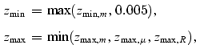 z_min = max(z_min,m, 0.005),
z_max = min(z_max,m, z_max,μ, z_max,R),